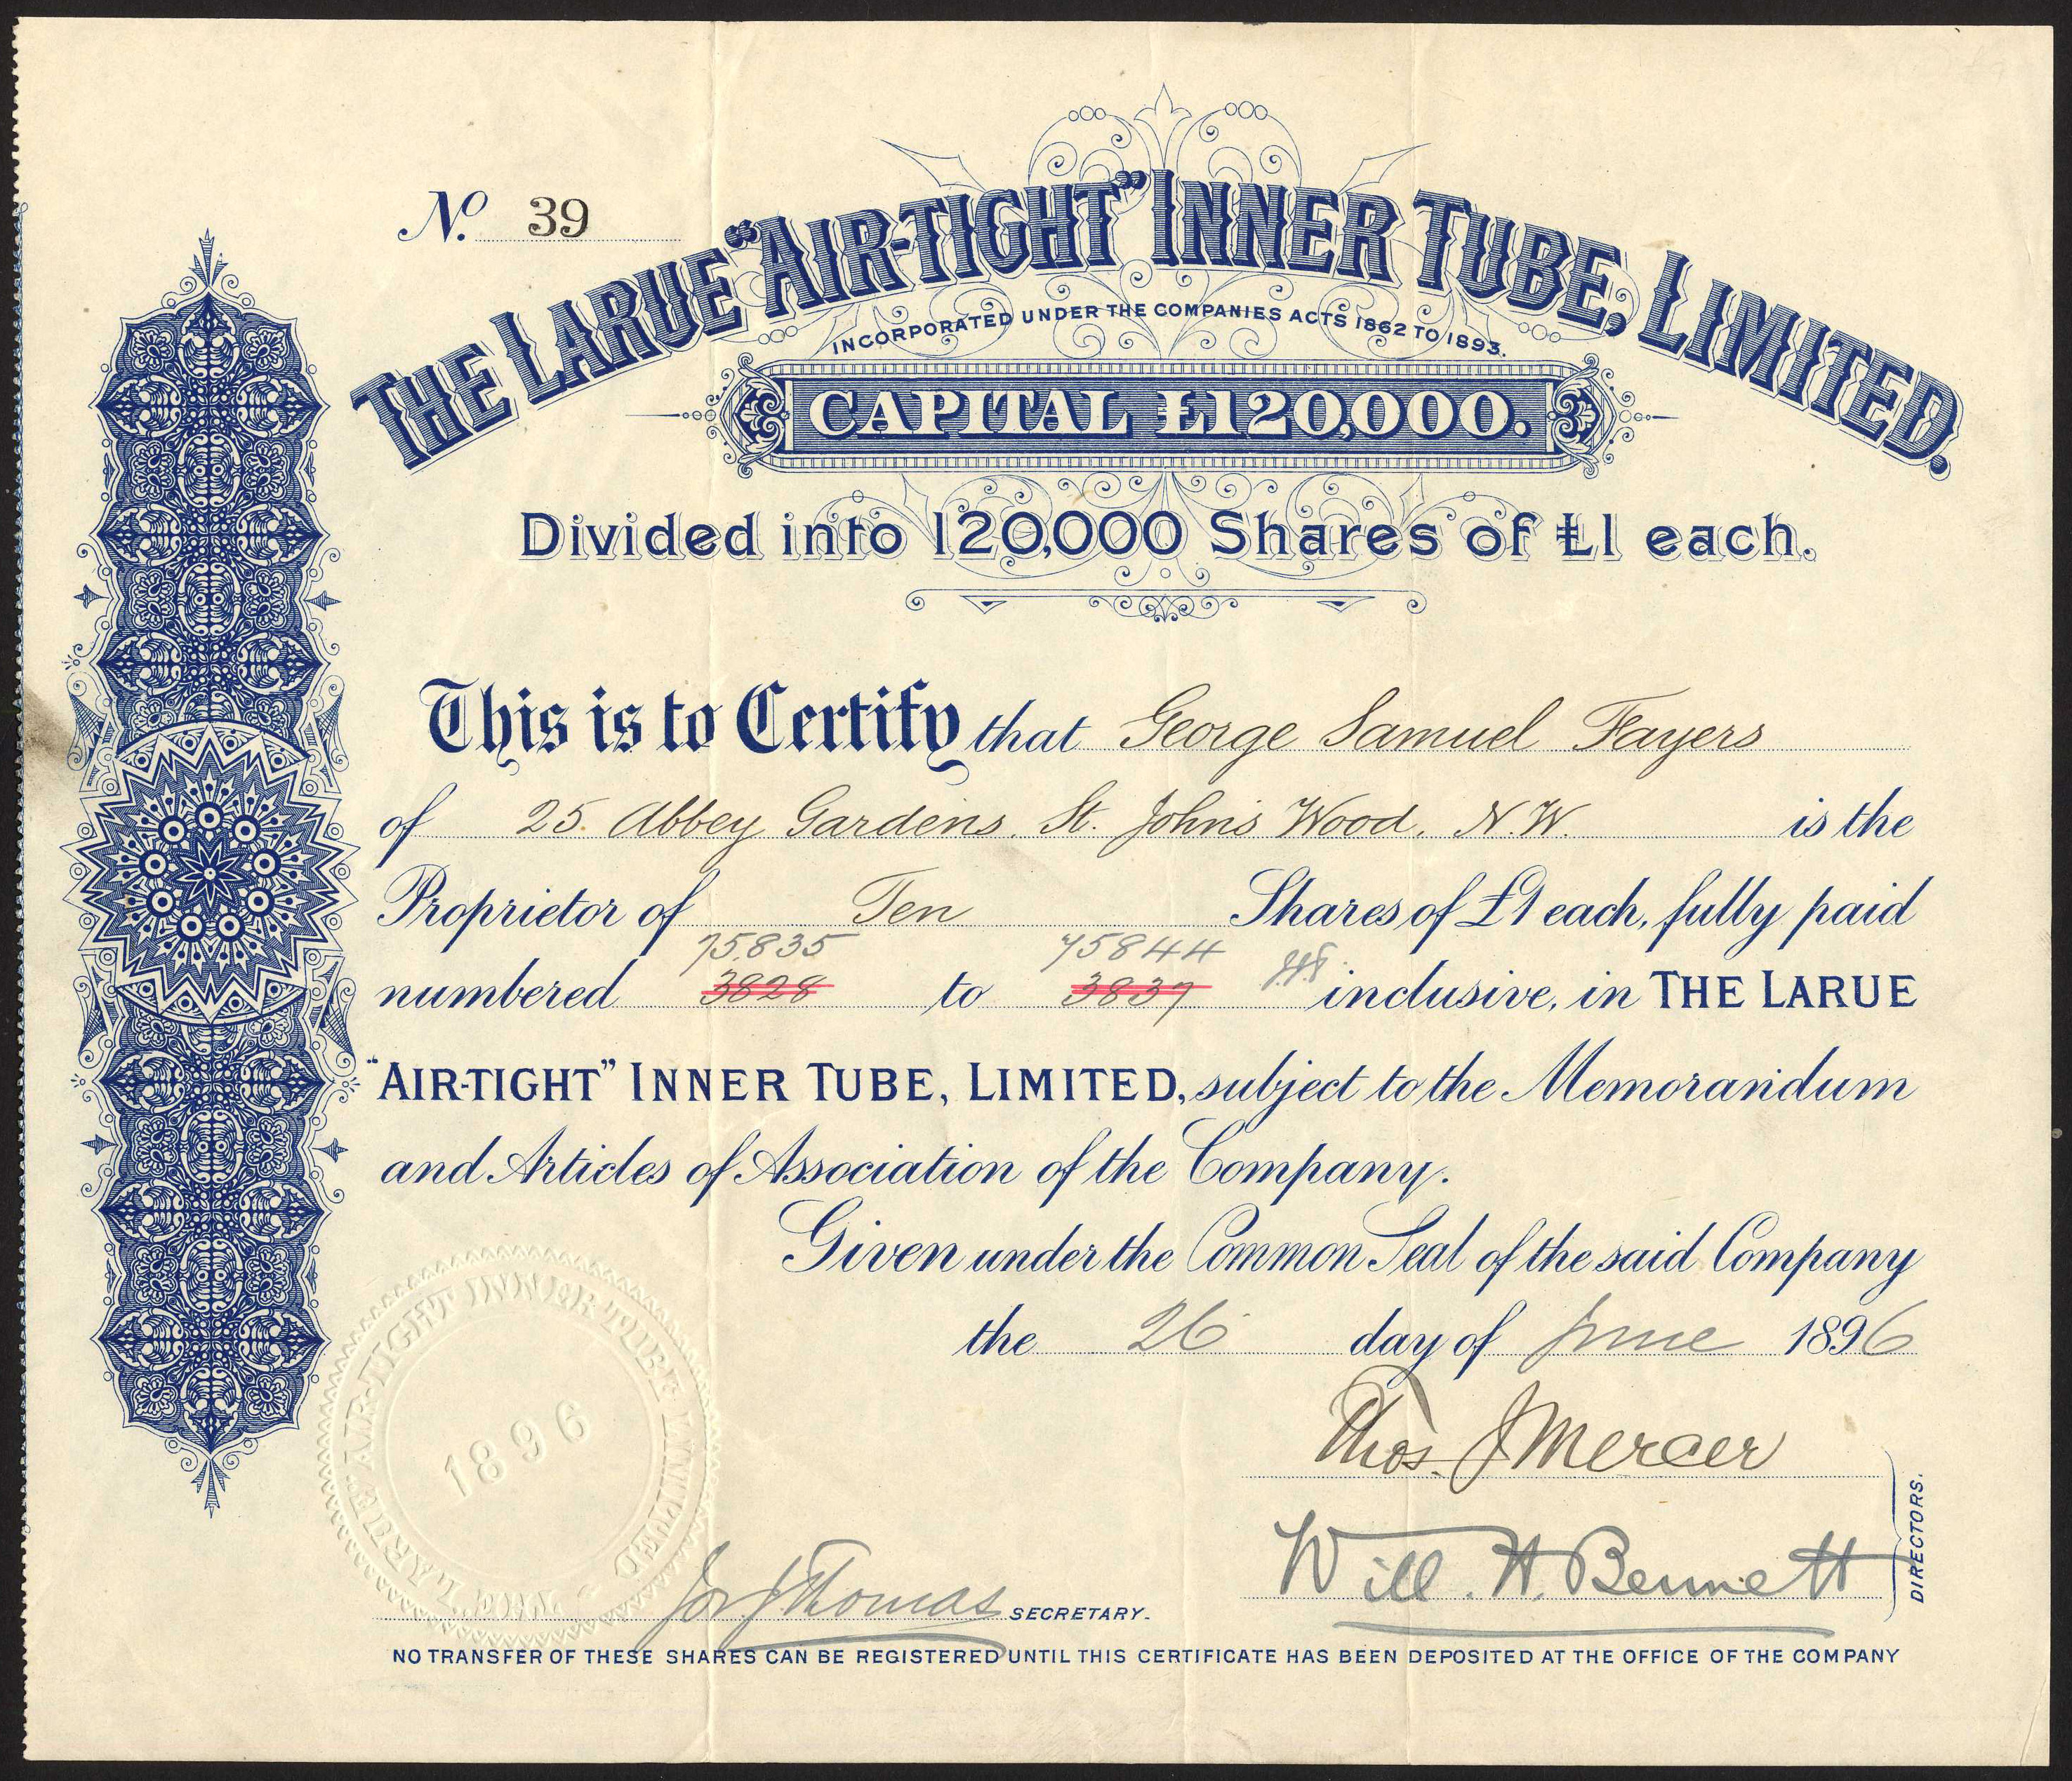 No. 39
THE LARUE "AIR-TIGHT" INNER TUBE, LIMITED.
INCORPORATED UNDER THE COMPANIES ACTS 1862 TO 1893.
CAPITAL £120,000.
Divided into 120,000 Shares of £1 each.
This is to Certify that George Samuel Fayers
of 25 Abbey Gardens. St. Johns Wood. N.W. is the
Proprietor of Ten Shares of £1 each, fully paid
75835 75844
numbered 3828 to 3837 inclusive, in THE LARUE
"AIR-TIGHT" INNER TUBE, LIMITED, subject to the Memorandum
and Articles of Association of the Company.
Given under the Common Seal of the said Company
the 26 day of June 1896
Thos. J Mercer
Will. H. Bennett
DIRECTORS.
THE LARUE "AIR-TIGHT INNER TUBE LIMITED
1896
Jos J Thomas SECRETARY.
NO TRANSFER OF THESE SHARES CAN BE REGISTERED UNTIL THIS CERTIFICATE HAS BEEN DEPOSITED AT THE OFFICE OF THE COMPANY